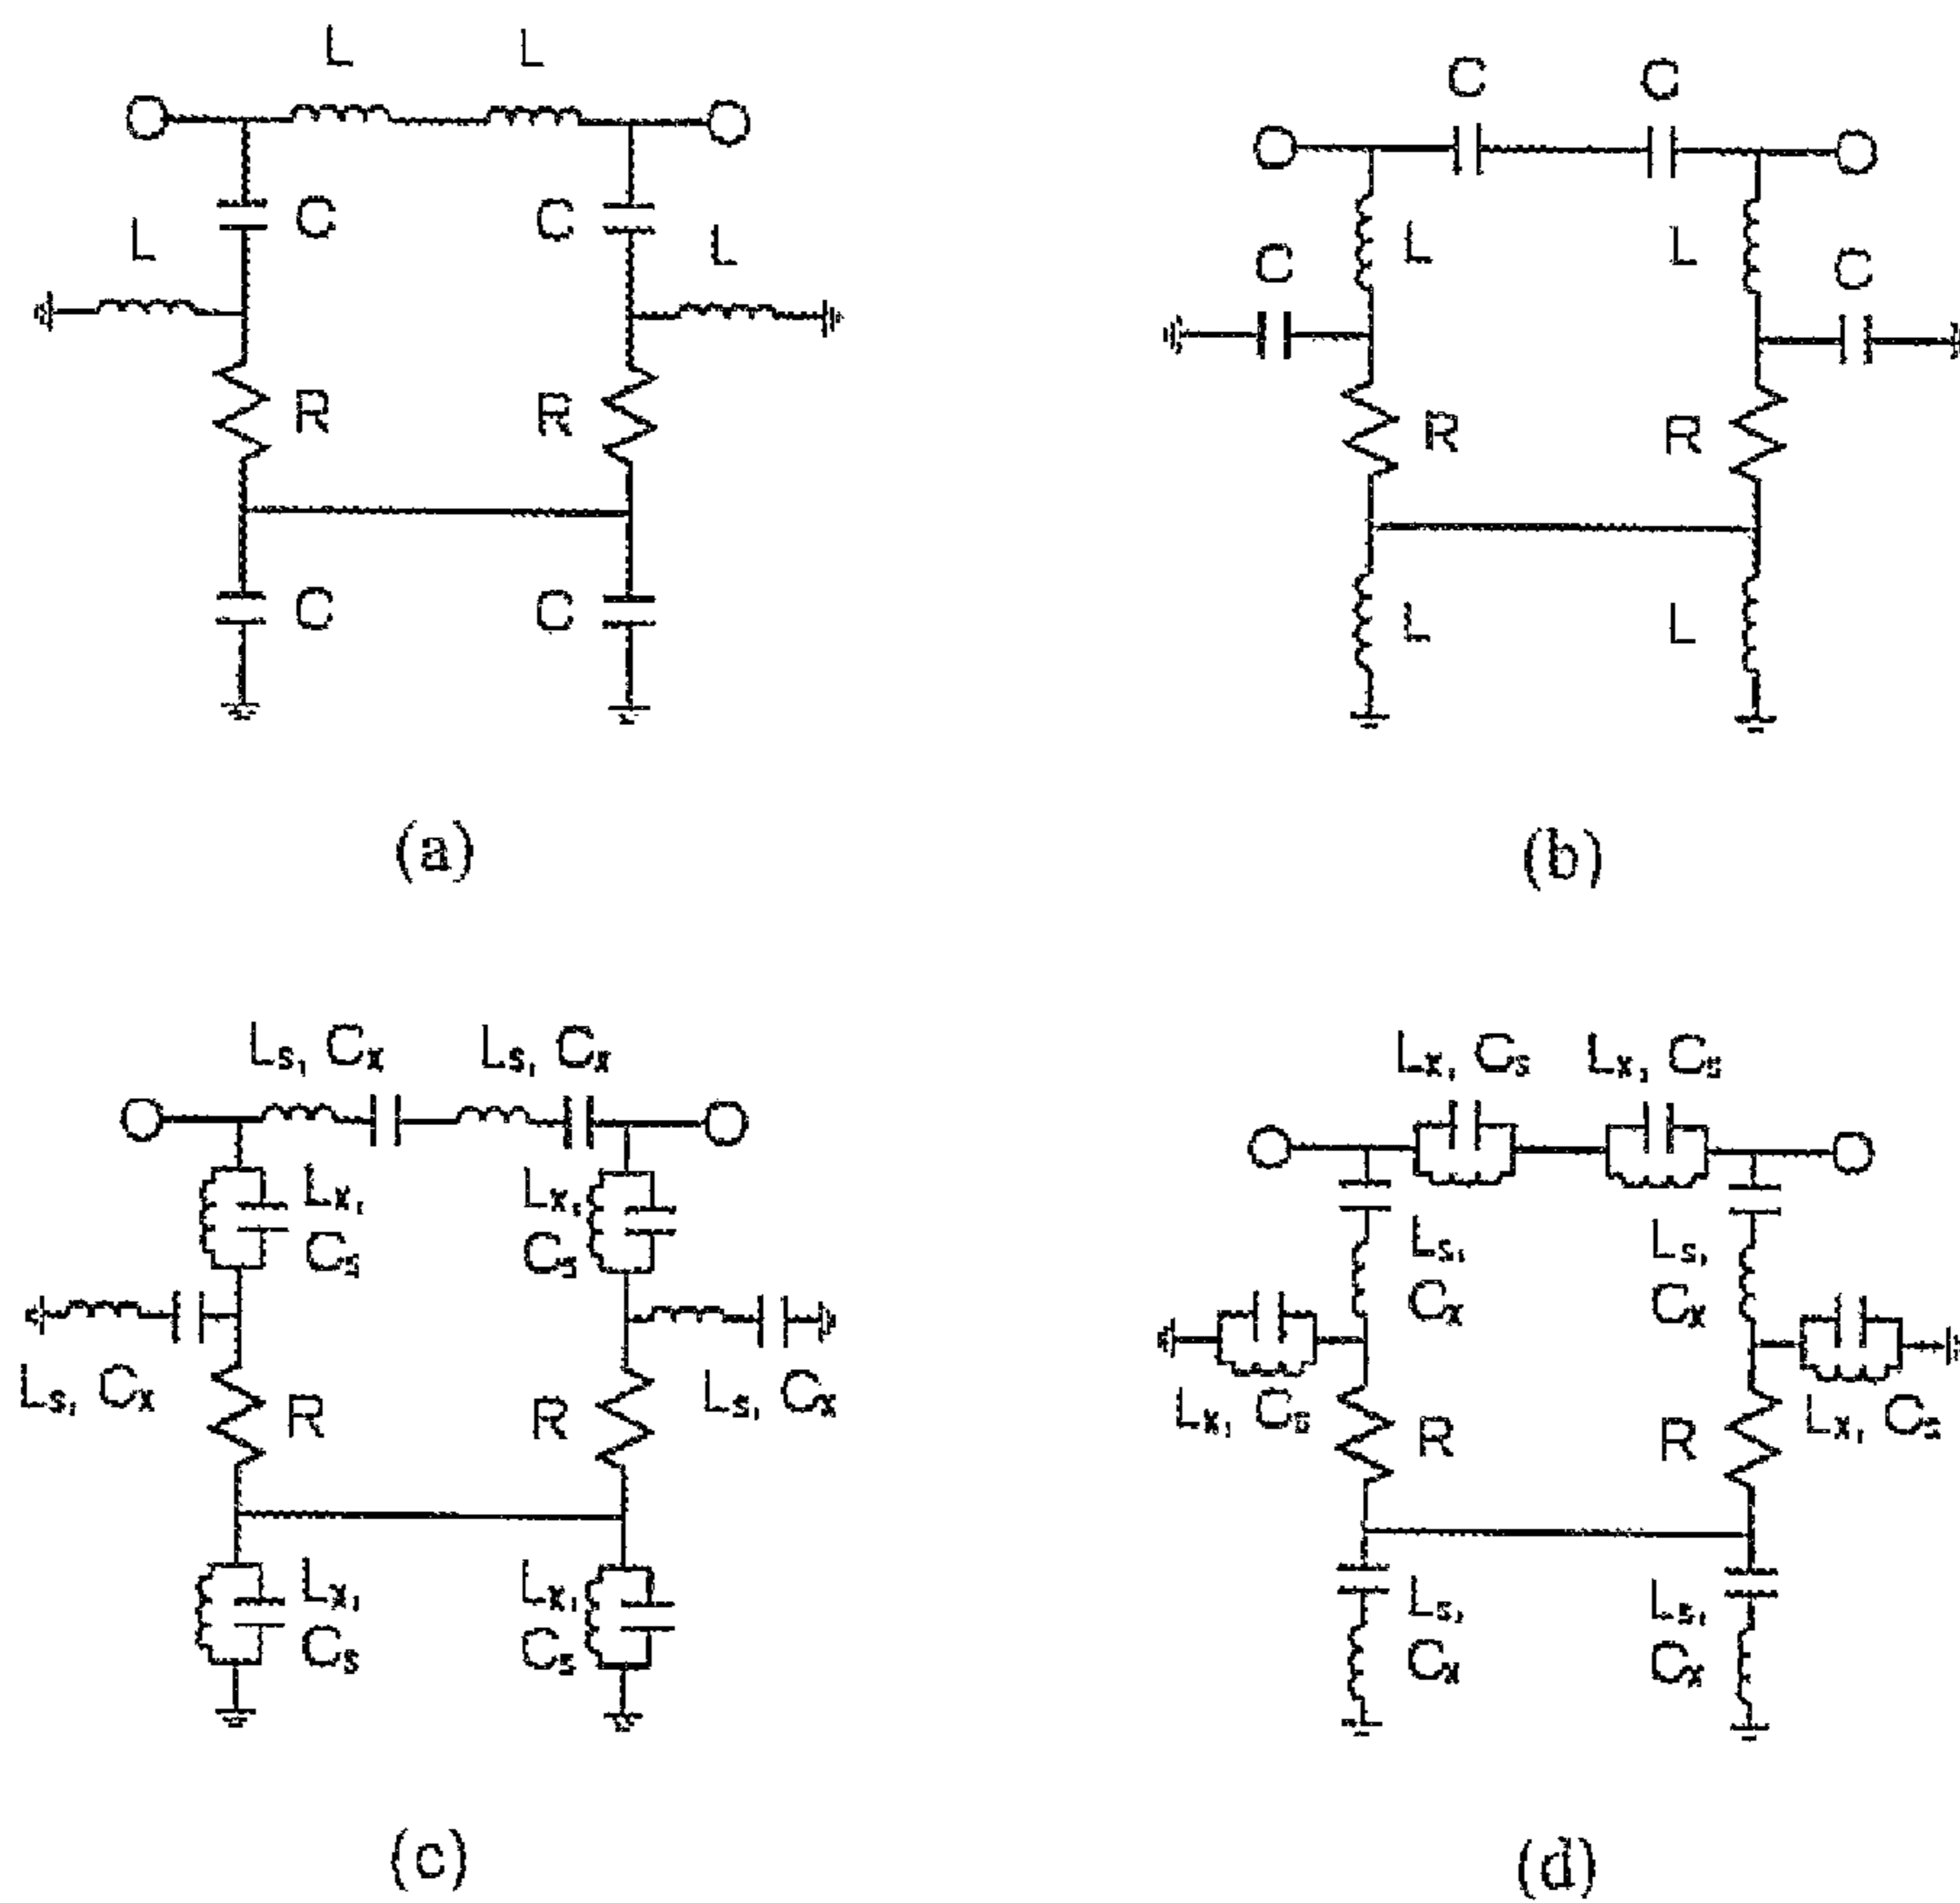 L L
C C
L L
R R
C C
(a)
C C
L L
C C
R R
L L
(b)
Ls, Cx Ls, Cx
Lx, Lx,
Cs Cs
Ls, Cx Ls, Cx
R R
Lx, Lx,
Cs Cs
(c)
Lx, Cs Lx, Cs
Ls, Ls,
Cx Cx
Lx, Cs Lx, Cs
R R
Ls, Ls,
Cx Cx
(d)